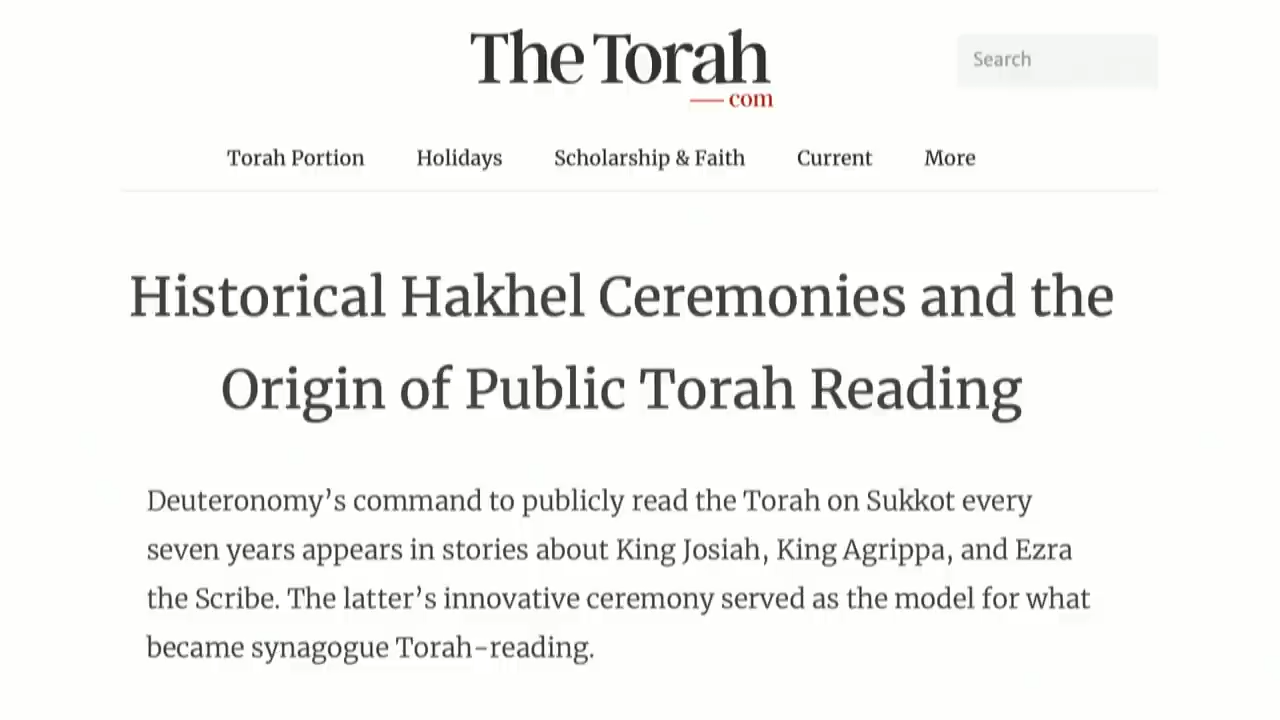 The Torah
com
Search
Torah Portion Holidays Scholarship & Faith Current More
Historical Hakhel Ceremonies and the
Origin of Public Torah Reading
Deuteronomy’s command to publicly read the Torah on Sukkot every
seven years appears in stories about King Josiah, King Agrippa, and Ezra
the Scribe. The latter’s innovative ceremony served as the model for what
became synagogue Torah-reading.